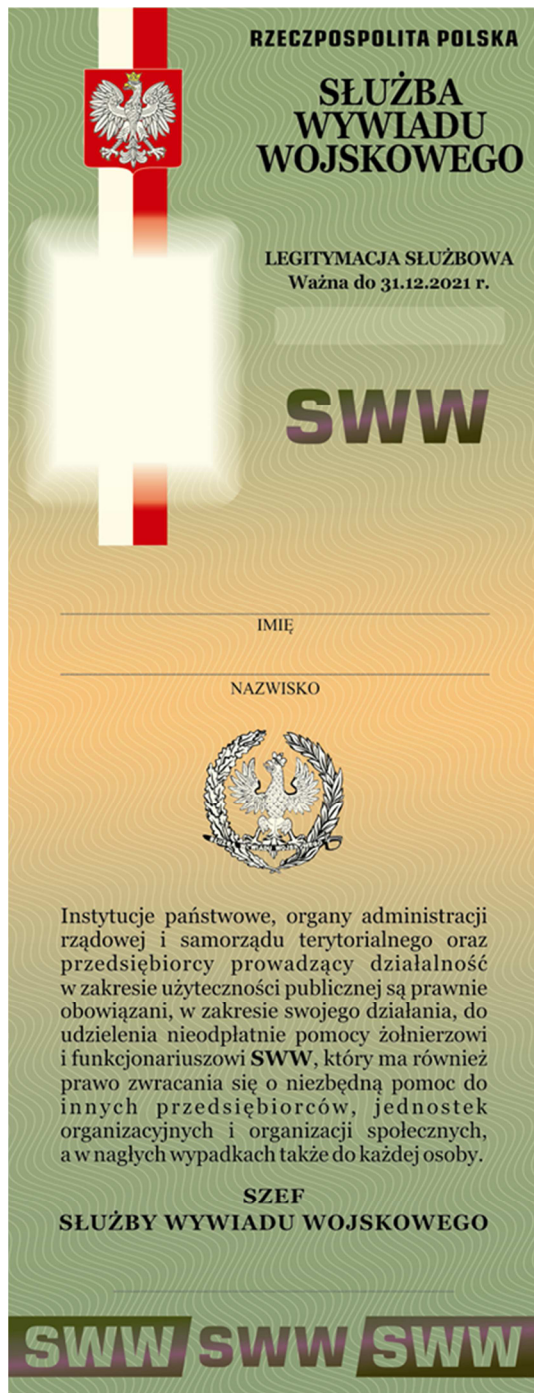 RZECZPOSPOLITA POLSKA
SŁUŻBA
WYWIADU
WOJSKOWEGO
LEGITYMACJA SŁUŻBOWA
Ważna do 31.12.2021 r.
SWW
IMIĘ
NAZWISKO
Instytucje państwowe, organy administracji
rządowej i samorządu terytorialnego oraz
przedsiębiorcy prowadzący działalność
w zakresie użyteczności publicznej są prawnie
obowiązani, w zakresie swojego działania, do
udzielenia nieodpłatnie pomocy żołnierzowi
i funkcjonariuszowi SWW, który ma również
prawo zwracania się o niezbędną pomoc do
innych przedsiębiorców, jednostek
organizacyjnych i organizacji społecznych,
a w nagłych wypadkach także do każdej osoby.
SZEF
SŁUŻBY WYWIADU WOJSKOWEGO
SWW SWW SWW